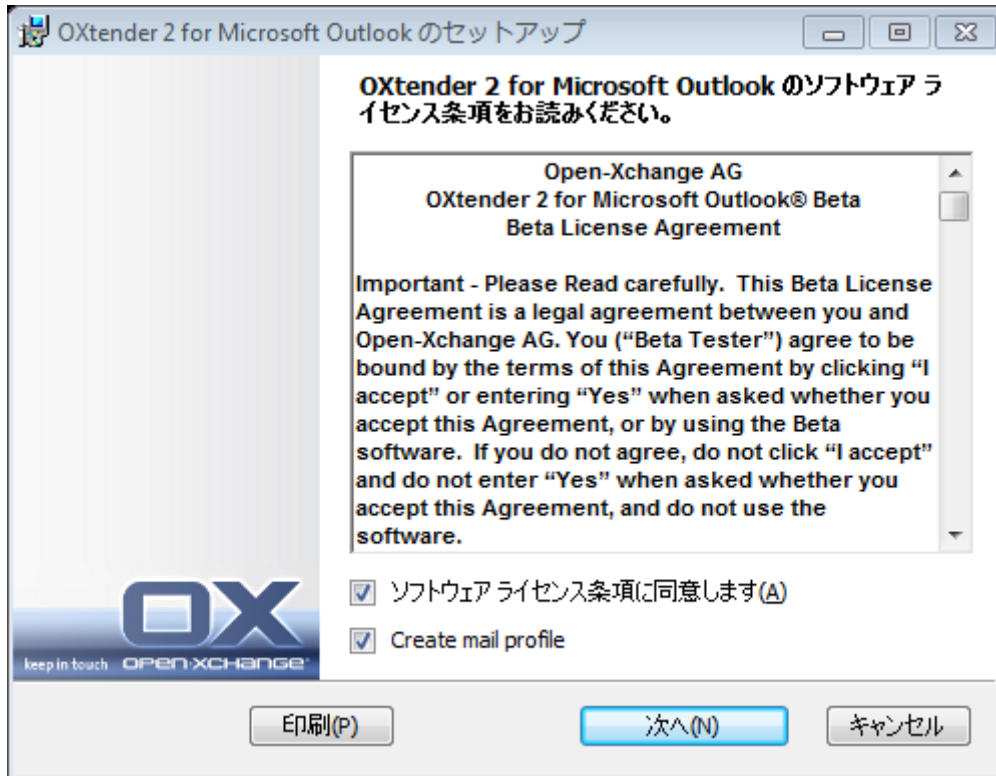 OXtender 2 for Microsoft Outlook のセットアップ
OXtender 2 for Microsoft Outlook のソフトウェア ラ
イセンス条項をお読みください。
Open-Xchange AG
OXtender 2 for Microsoft Outlook® Beta
Beta License Agreement
Important - Please Read carefully.  This Beta License
Agreement is a legal agreement between you and
Open-Xchange AG. You (“Beta Tester”) agree to be
bound by the terms of this Agreement by clicking “I
accept” or entering “Yes” when asked whether you
accept this Agreement, or by using the Beta
software.  If you do not agree, do not click “I accept”
and do not enter “Yes” when asked whether you
accept this Agreement, and do not use the
software.
ソフトウェア ライセンス条項に同意します(A)
Create mail profile
OX
keep in touch OPEN-XCHANGE
印刷(P)
次へ(N)
キャンセル